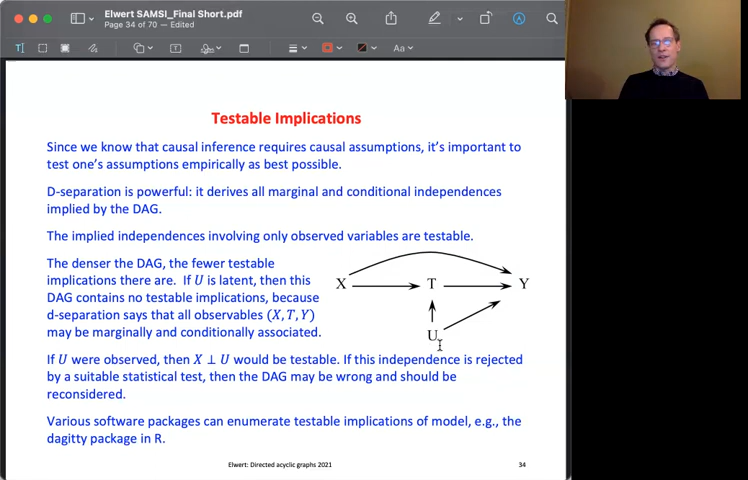 Elwert SAMSI_Final Short.pdf
Page 34 of 70 — Edited
Aa
Testable Implications
Since we know that causal inference requires causal assumptions, it's important to
test one's assumptions empirically as best possible.
D-separation is powerful: it derives all marginal and conditional independences
implied by the DAG.
The implied independences involving only observed variables are testable.
The denser the DAG, the fewer testable
implications there are. If U is latent, then this
DAG contains no testable implications, because
d-separation says that all observables (X, T, Y)
may be marginally and conditionally associated.
X T Y
U
If U were observed, then X ⊥ U would be testable. If this independence is rejected
by a suitable statistical test, then the DAG may be wrong and should be
reconsidered.
Various software packages can enumerate testable implications of model, e.g., the
dagitty package in R.
Elwert: Directed acyclic graphs 2021
34